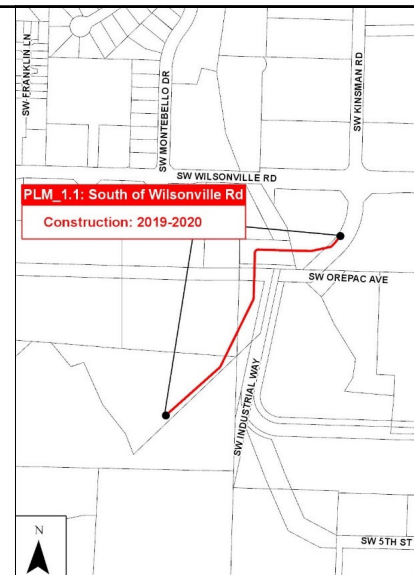 SW FRANKLIN LN
SW MONTEBELLO DR
SW KINSMAN RD
SW WILSONVILLE RD
PLM_1.1: South of Wilsonville Rd
Construction: 2019-2020
SW OREPAC AVE
SW INDUSTRIAL WAY
SW 5TH ST
N